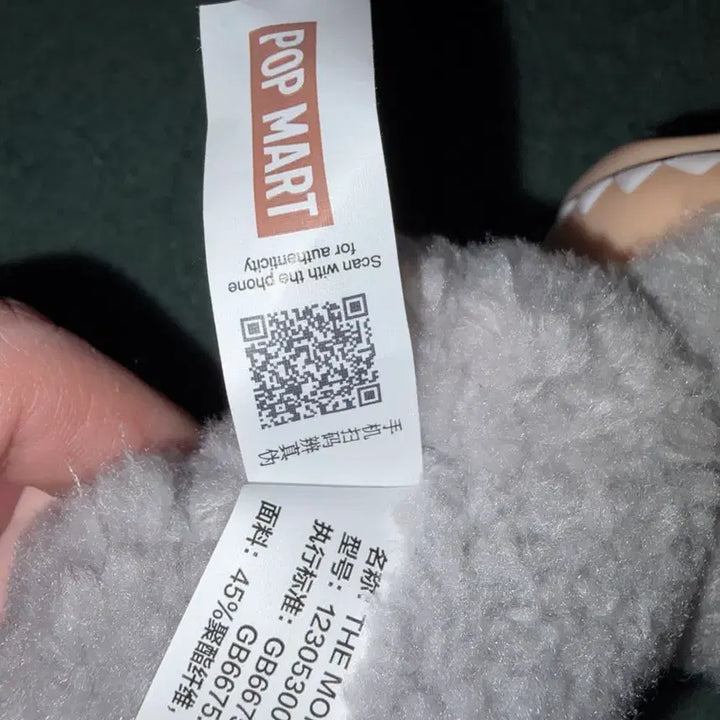 POP MART
Scan with the phone
for authenticity
手机扫码辨真伪
名称: THE MO
型号: 12305300
执行标准: GB6675
GB6675.
面料: 45%聚酯纤维,